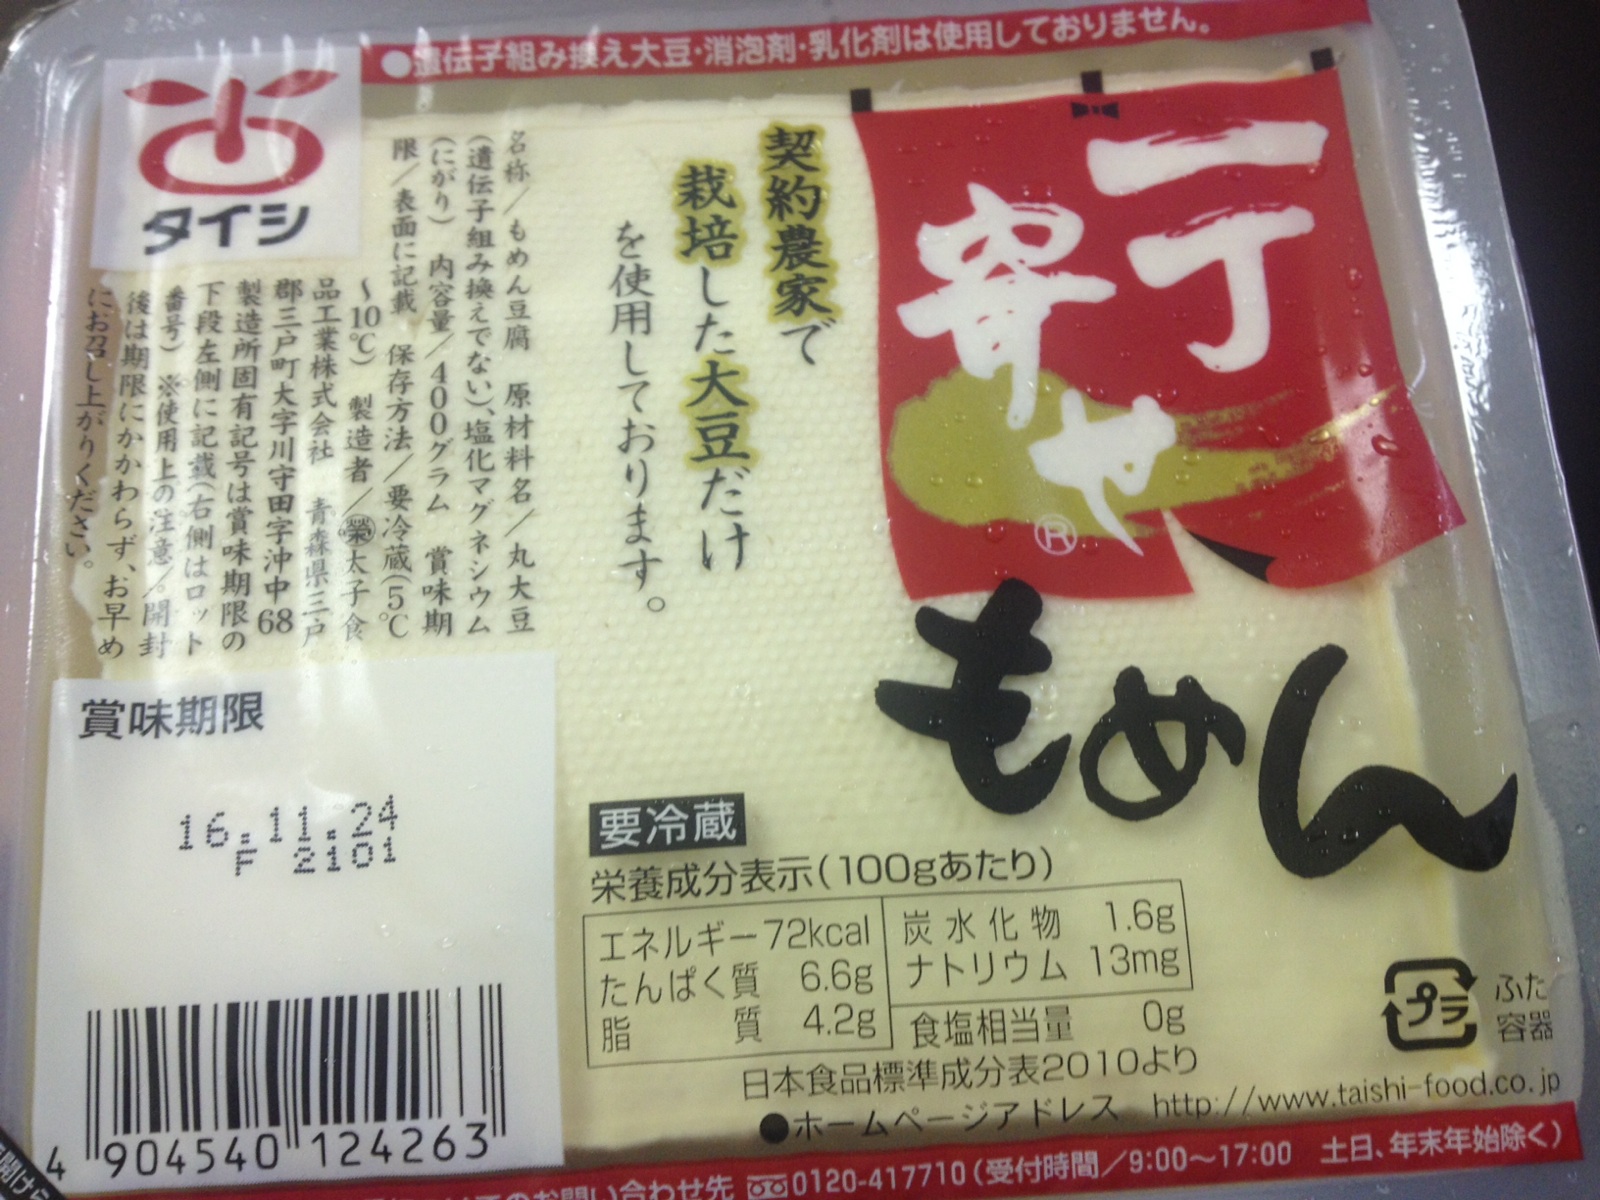 ●遺伝子組み換え大豆・消泡剤・乳化剤は使用しておりません。
タイシ
一丁
寄せ
®
もめん
契約農家で
栽培した大豆だけ
を使用しております。
名称／もめん豆腐 原材料名／丸大豆
(遺伝子組み換えでない)、塩化マグネシウム
(にがり) 内容量／400グラム 賞味期
限／表面に記載 保存方法／要冷蔵(5℃
～10℃) 製造者／㊝太子食
品工業株式会社 青森県三戸
郡三戸町大字川守田字沖中68
製造所固有記号は賞味期限の
下段左側に記載(右側はロット
番号) ※使用上の注意／開封
後は期限にかかわらず、お早め
にお召し上がりください。
賞味期限
16.11.24
F 2101
4 904540 124263
要冷蔵
栄養成分表示(100gあたり)
エネルギー 72kcal
たんぱく質 6.6g
脂質 4.2g
炭水化物 1.6g
ナトリウム 13mg
食塩相当量 0g
日本食品標準成分表2010より
●ホームページアドレス http://www.taishi-food.co.jp
プラ
ふた
容器
のお問い合わせ先 0120-417710(受付時間／9:00～17:00 土日、年末年始除く)